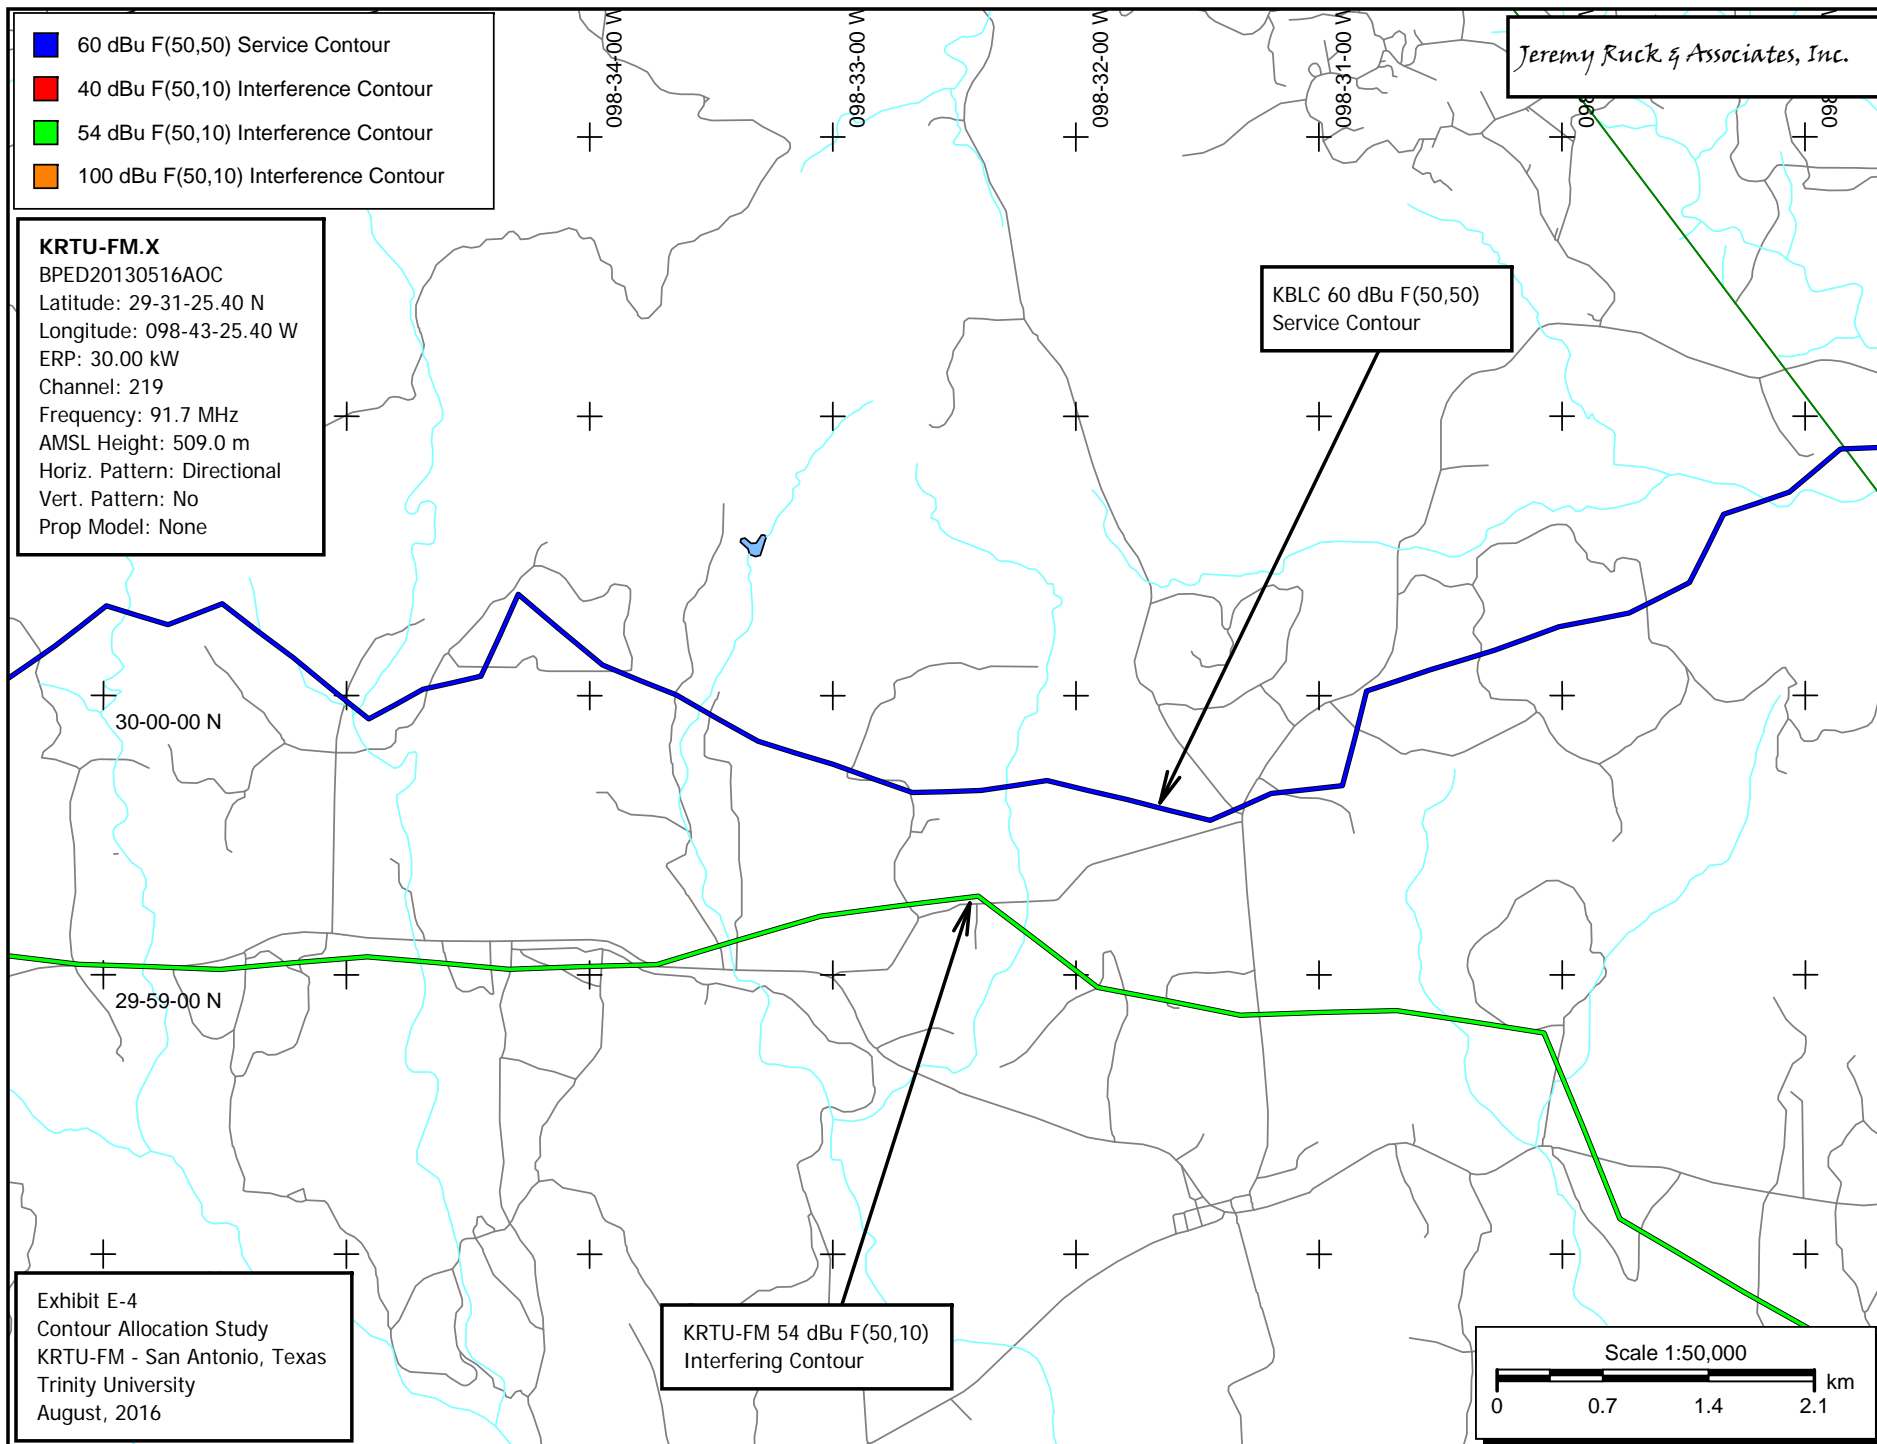 60 dBu F(50,50) Service Contour
40 dBu F(50,10) Interference Contour
54 dBu F(50,10) Interference Contour
100 dBu F(50,10) Interference Contour
098-34-00 W
098-33-00 W
098-32-00 W
098-31-00 W
098
098
Jeremy Ruck & Associates, Inc.
KRTU-FM.X
BPED20130516AOC
Latitude: 29-31-25.40 N
Longitude: 098-43-25.40 W
ERP: 30.00 kW
Channel: 219
Frequency: 91.7 MHz
AMSL Height: 509.0 m
Horiz. Pattern: Directional
Vert. Pattern: No
Prop Model: None
KBLC 60 dBu F(50,50)
Service Contour
30-00-00 N
29-59-00 N
Exhibit E-4
Contour Allocation Study
KRTU-FM - San Antonio, Texas
Trinity University
August, 2016
KRTU-FM 54 dBu F(50,10)
Interfering Contour
Scale 1:50,000
km
0 0.7 1.4 2.1